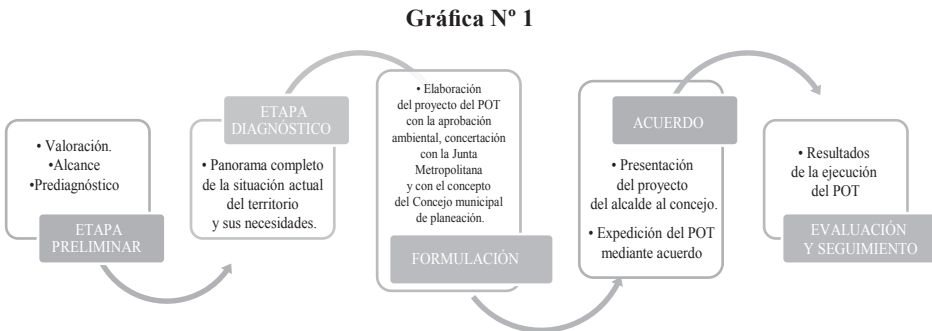 Gráfica Nº 1
• Valoración.
•Alcance
•Prediagnóstico
ETAPA
PRELIMINAR
ETAPA
DIAGNÓSTICO
• Panorama completo
de la situación actual
del territorio
y sus necesidades.
• Elaboración
del proyecto del POT
con la aprobación
ambiental, concertación
con la Junta
Metropolitana
y con el concepto
del Concejo municipal
de planeación.
FORMULACIÓN
ACUERDO
• Presentación
del proyecto
del alcalde al concejo.
• Expedición del POT
mediante acuerdo
• Resultados
de la ejecución
del POT
EVALUACIÓN
Y SEGUIMIENTO